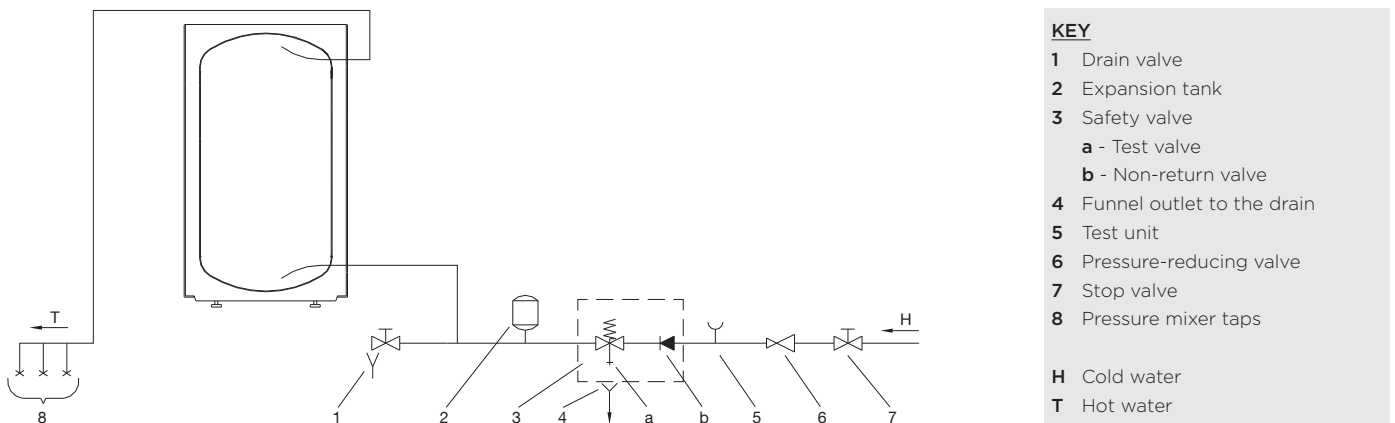 T
H
8
1
2
3
4
a
b
5
6
7
KEY
1 Drain valve
2 Expansion tank
3 Safety valve
a - Test valve
b - Non-return valve
4 Funnel outlet to the drain
5 Test unit
6 Pressure-reducing valve
7 Stop valve
8 Pressure mixer taps
H Cold water
T Hot water